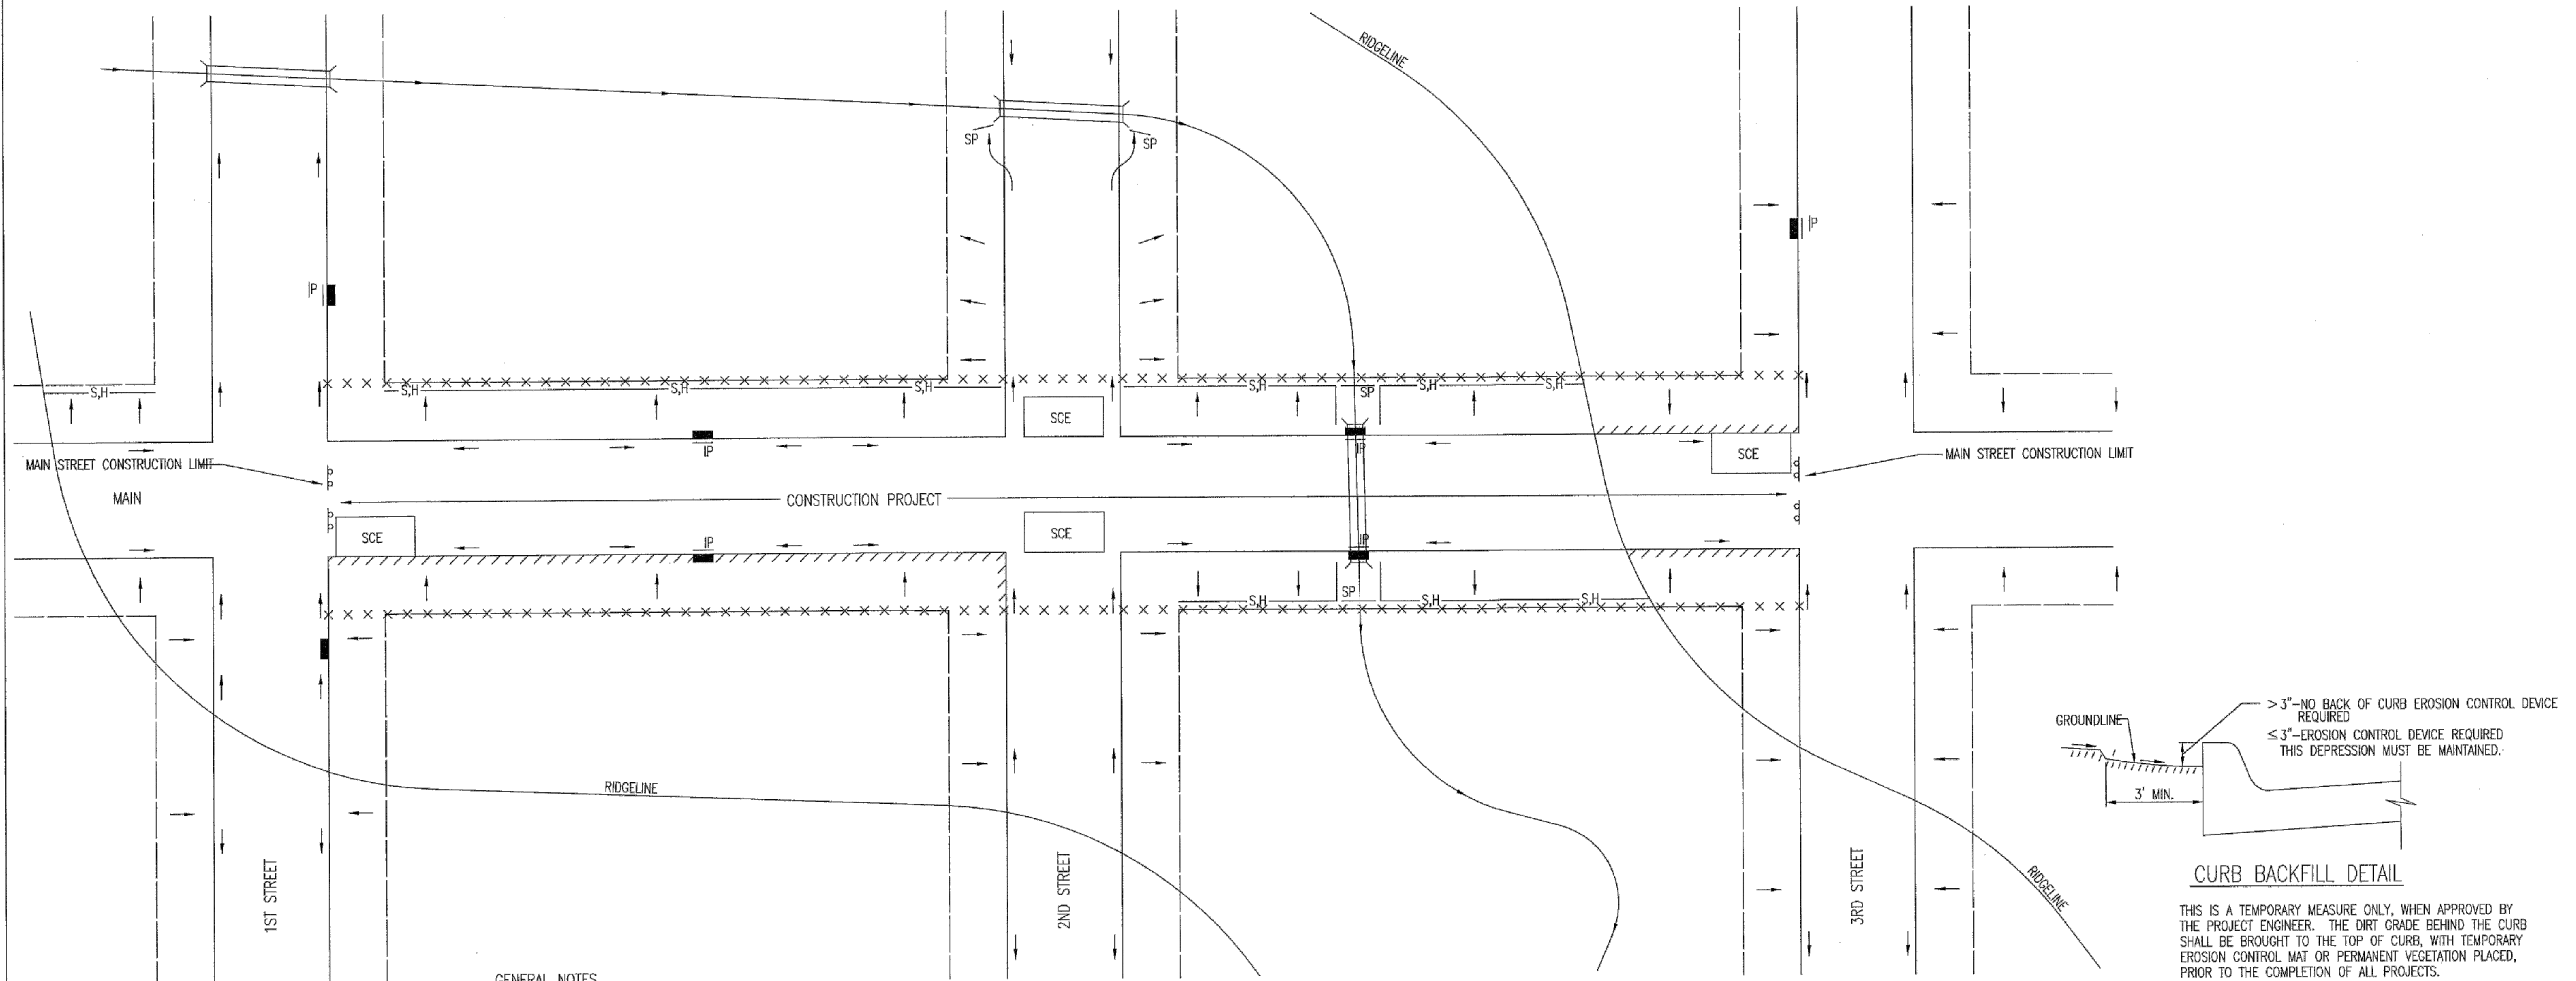 RIDGELINE
SP
SP
IP
IP
S,H
S,H
S,H
S,H
S,H
SP
S,H
S,H
SCE
IP
IP
SCE
MAIN STREET CONSTRUCTION LIMIT
MAIN STREET CONSTRUCTION LIMIT
MAIN
CONSTRUCTION PROJECT
SCE
SCE
IP
IP
S,H
SP
S,H
S,H
RIDGELINE
1ST STREET
2ND STREET
3RD STREET
RIDGELINE
GROUNDLINE
>3"-NO BACK OF CURB EROSION CONTROL DEVICE
REQUIRED
≤3"-EROSION CONTROL DEVICE REQUIRED
THIS DEPRESSION MUST BE MAINTAINED.
3' MIN.
CURB BACKFILL DETAIL
THIS IS A TEMPORARY MEASURE ONLY, WHEN APPROVED BY
THE PROJECT ENGINEER. THE DIRT GRADE BEHIND THE CURB
SHALL BE BROUGHT TO THE TOP OF CURB, WITH TEMPORARY
EROSION CONTROL MAT OR PERMANENT VEGETATION PLACED,
PRIOR TO THE COMPLETION OF ALL PROJECTS.
GENERAL NOTES